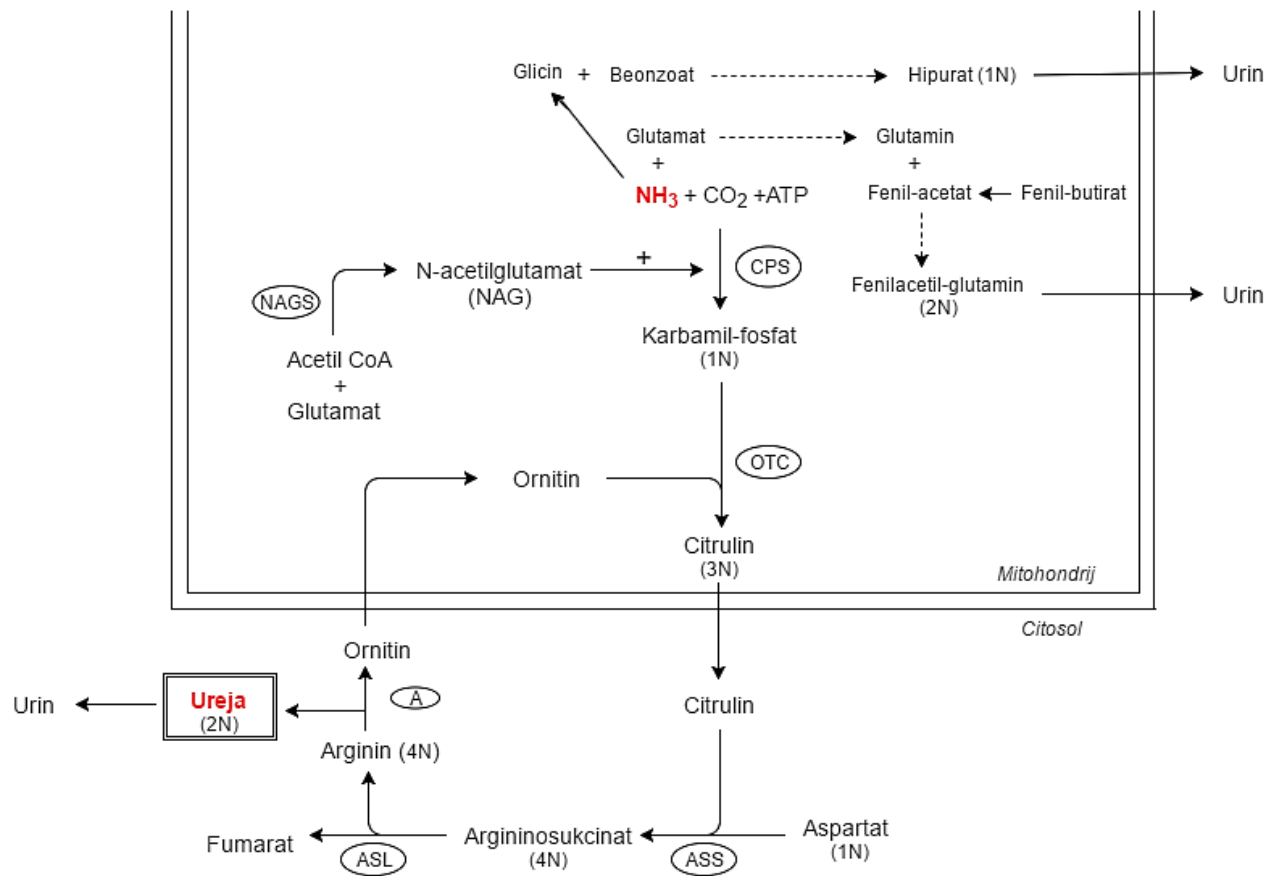 Glicin + Beonzoat Hipurat (1N) Urin
Glutamat Glutamin
+ +
NH3 + CO2 +ATP Fenil-acetat Fenil-butirat
CPS
+
N-acetilglutamat
(NAG)
NAGS
Fenilacetil-glutamin
(2N)
Urin
Karbamil-fosfat
(1N)
Acetil CoA
+
Glutamat
OTC
Ornitin
Citrulin
(3N)
Mitohondrij
Citosol
Ornitin
A
Urin
Ureja
(2N)
Citrulin
Arginin (4N)
Fumarat
ASL
Argininosukcinat
(4N)
ASS
Aspartat
(1N)